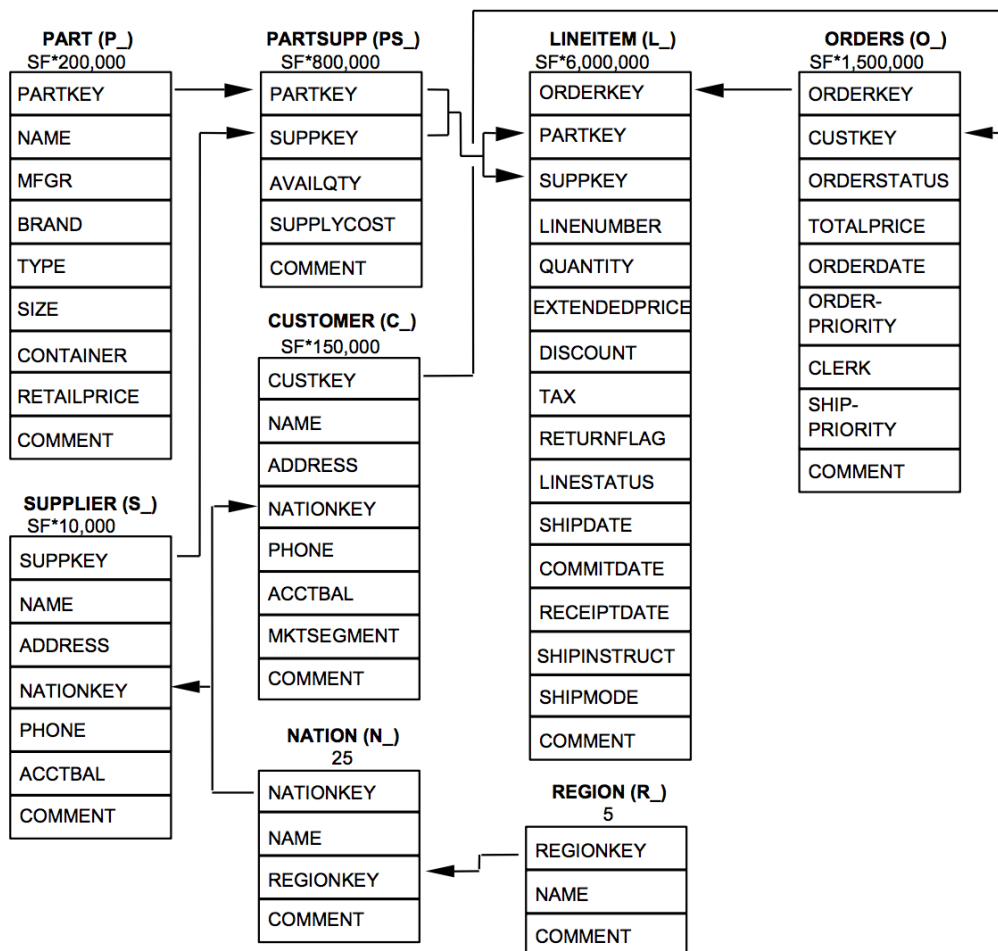 PART (P_)
SF*200,000
PARTKEY
NAME
MFGR
BRAND
TYPE
SIZE
CONTAINER
RETAILPRICE
COMMENT
SUPPLIER (S_)
SF*10,000
SUPPKEY
NAME
ADDRESS
NATIONKEY
PHONE
ACCTBAL
COMMENT
PARTSUPP (PS_)
SF*800,000
PARTKEY
SUPPKEY
AVAILQTY
SUPPLYCOST
COMMENT
CUSTOMER (C_)
SF*150,000
CUSTKEY
NAME
ADDRESS
NATIONKEY
PHONE
ACCTBAL
MKTSEGMENT
COMMENT
NATION (N_)
25
NATIONKEY
NAME
REGIONKEY
COMMENT
LINEITEM (L_)
SF*6,000,000
ORDERKEY
PARTKEY
SUPPKEY
LINENUMBER
QUANTITY
EXTENDEDPRICE
DISCOUNT
TAX
RETURNFLAG
LINESTATUS
SHIPDATE
COMMITDATE
RECEIPTDATE
SHIPINSTRUCT
SHIPMODE
COMMENT
REGION (R_)
5
REGIONKEY
NAME
COMMENT
ORDERS (O_)
SF*1,500,000
ORDERKEY
CUSTKEY
ORDERSTATUS
TOTALPRICE
ORDERDATE
ORDER-
PRIORITY
CLERK
SHIP-
PRIORITY
COMMENT